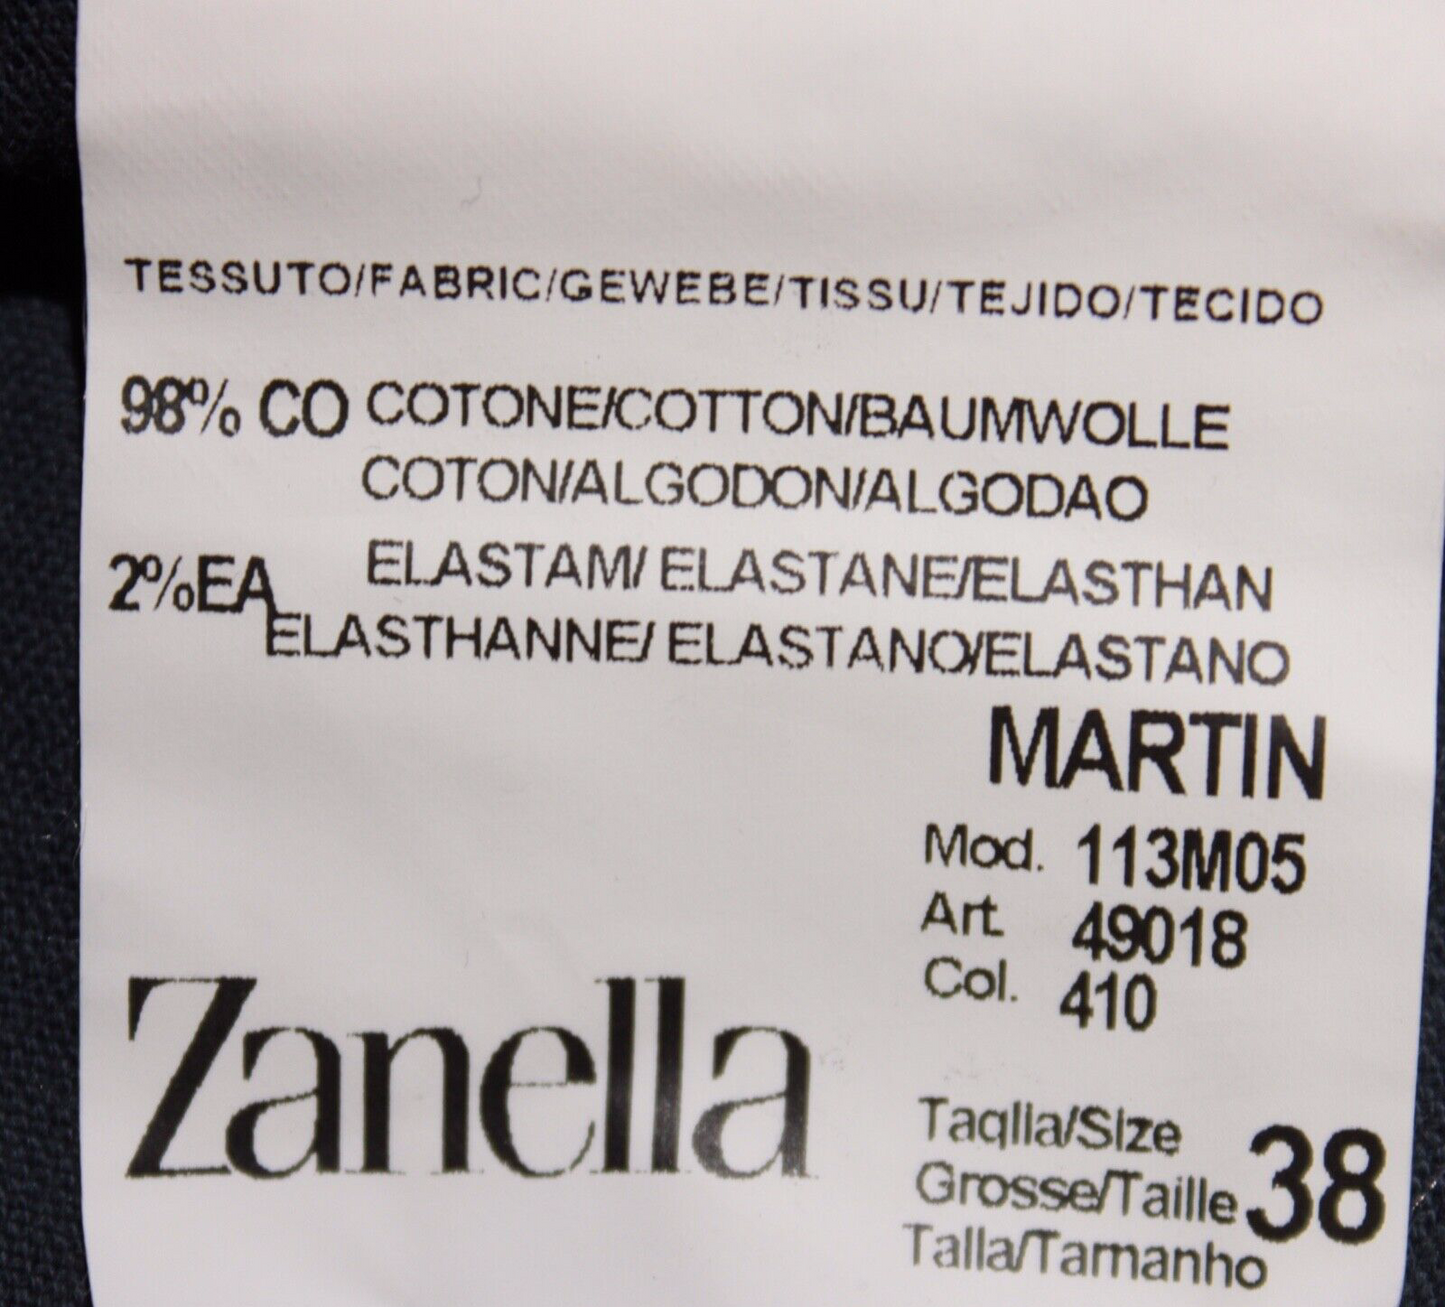 TESSUTO/FABRIC/GEWEBE/TISSU/TEJIDO/TECIDO
98% CO COTONE/COTTON/BAUMWOLLE
COTON/ALGODON/ALGODAO
2%EA ELASTAM/ ELASTANE/ELASTHAN
ELASTHANNE/ ELASTANO/ELASTANO
MARTIN
Mod. 113M05
Art. 49018
Col. 410
Zanella
Taglia/Size
Grosse/Taille 38
Talla/Tamanho